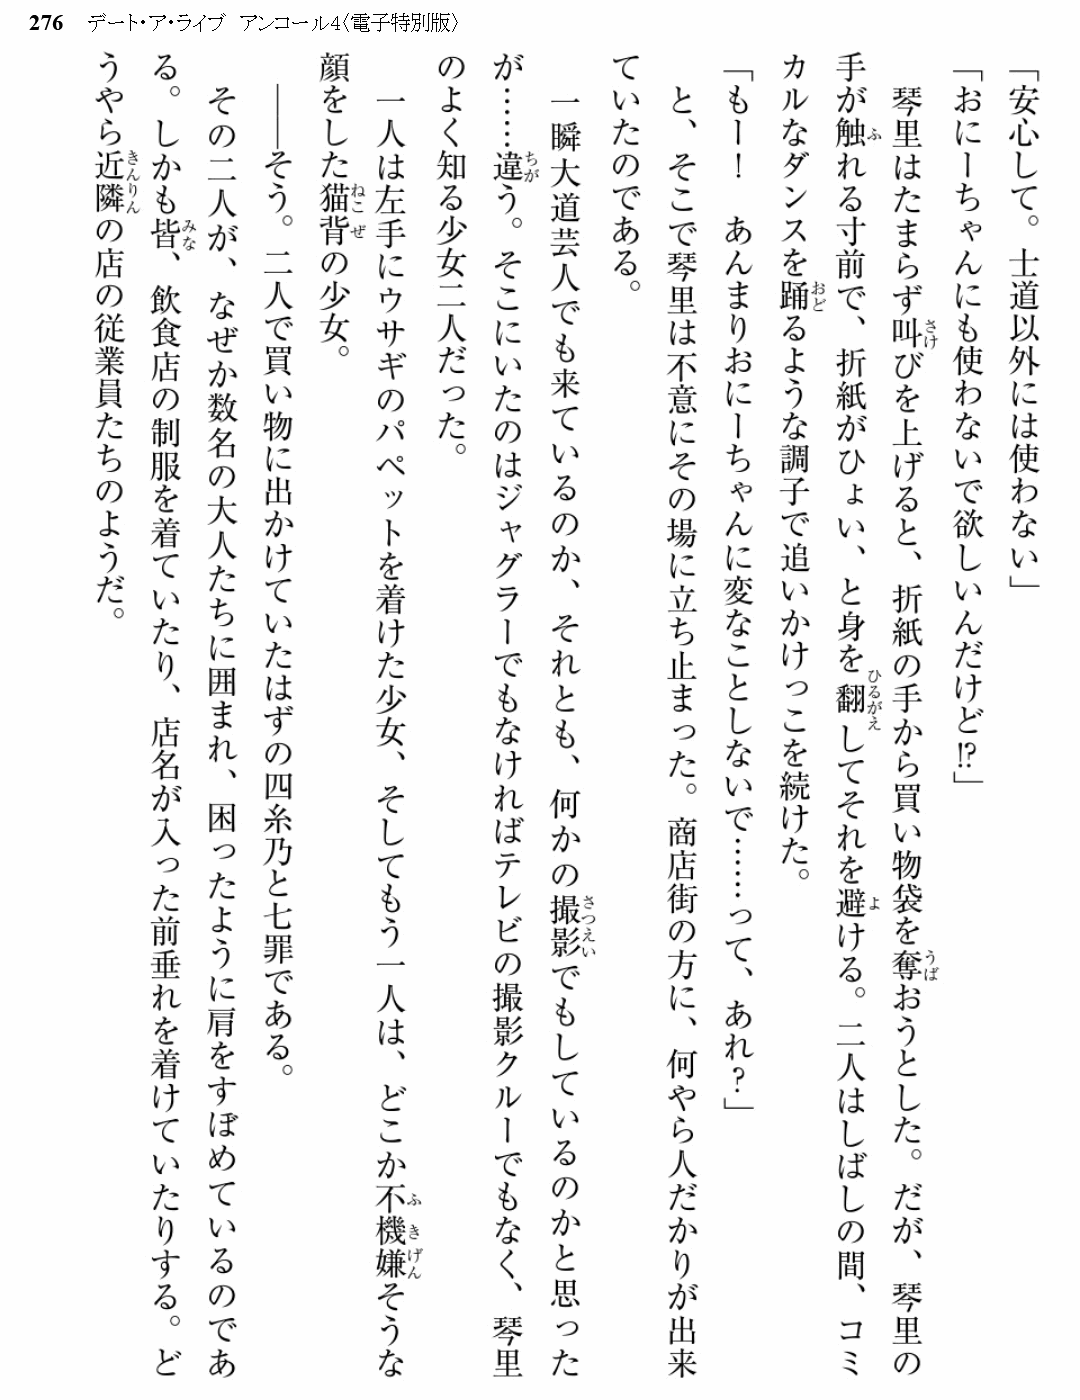 276 デート・ア・ライブ アンコール4〈電子特別版〉
「安心して。士道以外には使わない」
「おにーちゃんにも使わないで欲しいんだけど!?」
　琴里はたまらず叫びを上げると、折紙の手から買い物袋を奪おうとした。だが、琴里の
手が触れる寸前で、折紙がひょい、と身を翻してそれを避ける。二人はしばしの間、コミ
カルなダンスを踊るような調子で追いかけっこを続けた。
「もー！　あんまりおにーちゃんに変なことしないで……って、あれ？」
　と、そこで琴里は不意にその場に立ち止まった。商店街の方に、何やら人だかりが出来
ていたのである。
　一瞬大道芸人でも来ているのか、それとも、何かの撮影でもしているのかと思った
が……違う。そこにいたのはジャグラーでもなければテレビの撮影クルーでもなく、琴里
のよく知る少女二人だった。
　一人は左手にウサギのパペットを着けた少女、そしてもう一人は、どこか不機嫌そうな
顔をした猫背の少女。
　――そう。二人で買い物に出かけていたはずの四糸乃と七罪である。
　その二人が、なぜか数名の大人たちに囲まれ、困ったように肩をすぼめているのであ
る。しかも皆、飲食店の制服を着ていたり、店名が入った前垂れを着けていたりする。ど
うやら近隣の店の従業員たちのようだ。